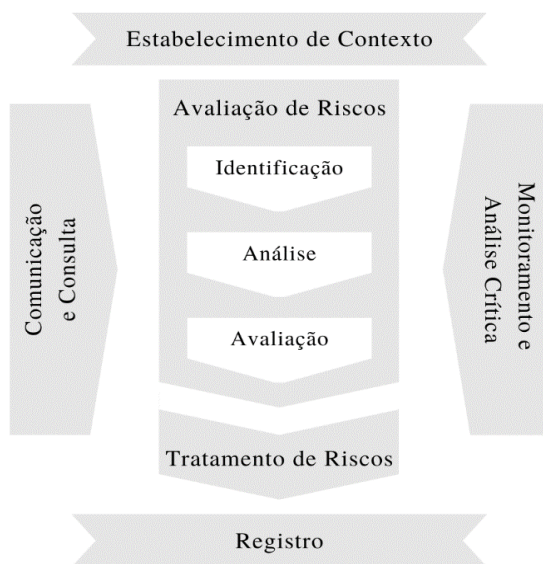 Estabelecimento de Contexto
Avaliação de Riscos
Identificação
Análise
Avaliação
Tratamento de Riscos
Comunicação
e Consulta
Monitoramento e
Análise Crítica
Registro